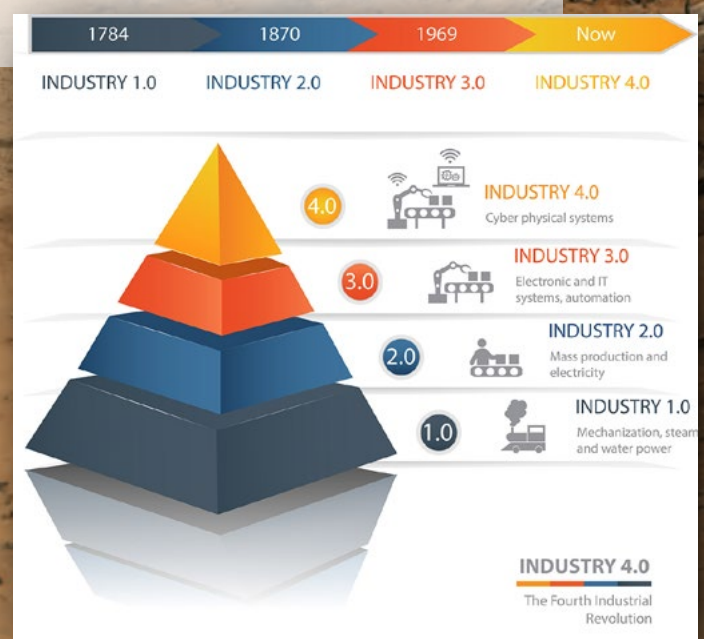 1784 1870 1969 Now
INDUSTRY 1.0 INDUSTRY 2.0 INDUSTRY 3.0 INDUSTRY 4.0
4.0
INDUSTRY 4.0
Cyber physical systems
3.0
INDUSTRY 3.0
Electronic and IT
systems, automation
2.0
INDUSTRY 2.0
Mass production and
electricity
1.0
INDUSTRY 1.0
Mechanization, steam
and water power
INDUSTRY 4.0
The Fourth Industrial
Revolution